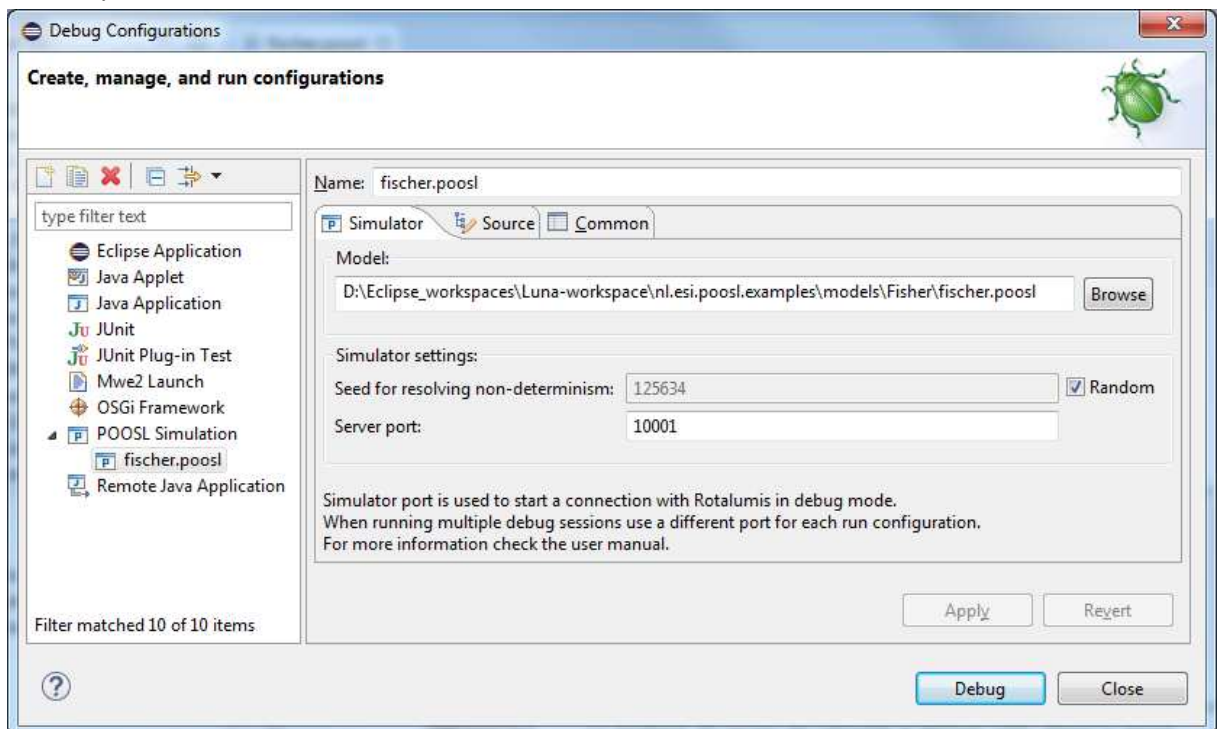 Debug Configurations
Create, manage, and run configurations
Name: fischer.poosl
type filter text
Eclipse Application
Java Applet
Java Application
JUnit
JUnit Plug-in Test
Mwe2 Launch
OSGi Framework
POOSL Simulation
fischer.poosl
Remote Java Application
Filter matched 10 of 10 items
Simulator Source Common
Model:
D:\Eclipse_workspaces\Luna-workspace\nl.esi.poosl.examples\models\Fisher\fischer.poosl Browse
Simulator settings:
Seed for resolving non-determinism: 125634 Random
Server port: 10001
Simulator port is used to start a connection with Rotalumis in debug mode.
When running multiple debug sessions use a different port for each run configuration.
For more information check the user manual.
Apply Revert
Debug Close